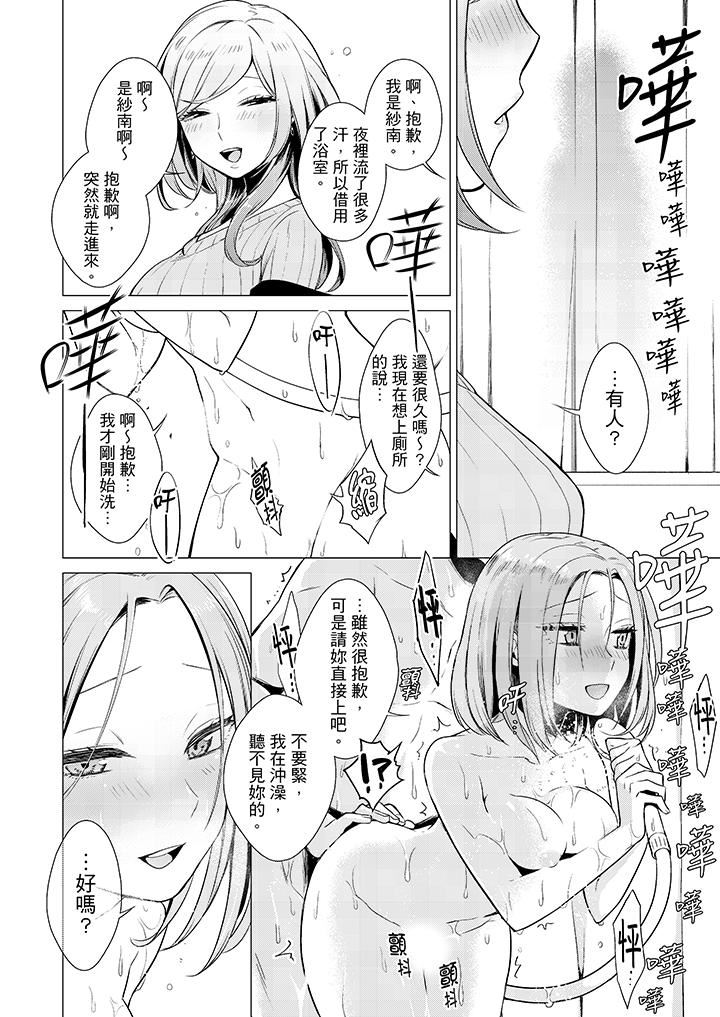 嘩
嘩
嘩
嘩
嘩
嘩
嘩
…有人？
啊、抱歉，
我是紗南。
夜裡流了很多
汗，所以借用
了浴室。
啊～
是紗南啊～
抱歉啊，
突然就走進來。
嘩
還要很久嗎～？
我現在想上廁所
的說…
吓——
縮
顫抖
啊～抱歉…
我才剛開始洗…
吓——
嘩
嘩
嘩
嘩
嘩
嘩
嘩
嘩
嘩
怦
怦
吓…
怦
怦
顫抖
…雖然很抱歉，
可是請妳直接上吧。
不要緊，
我在沖澡，
聽不見妳的。
!?
顫抖
顫抖
…好嗎？